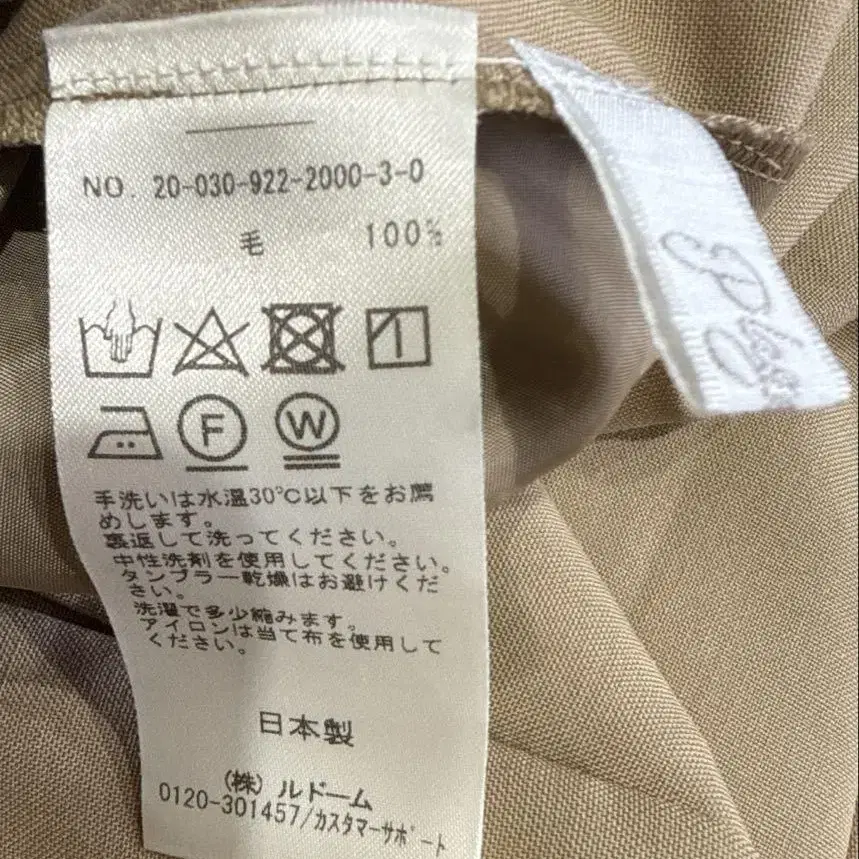 NO. 20-030-922-2000-3-0
毛 100%
F W
手洗いは水温30℃以下をお薦
めします。
裏返して洗ってください。
中性洗剤を使用してください。
タンブラー乾燥はお避けくだ
さい。
洗濯で多少縮みます。
アイロンは当て布を使用して
ください。
日本製
(株)ルドーム
0120-301457/カスタマーサポート